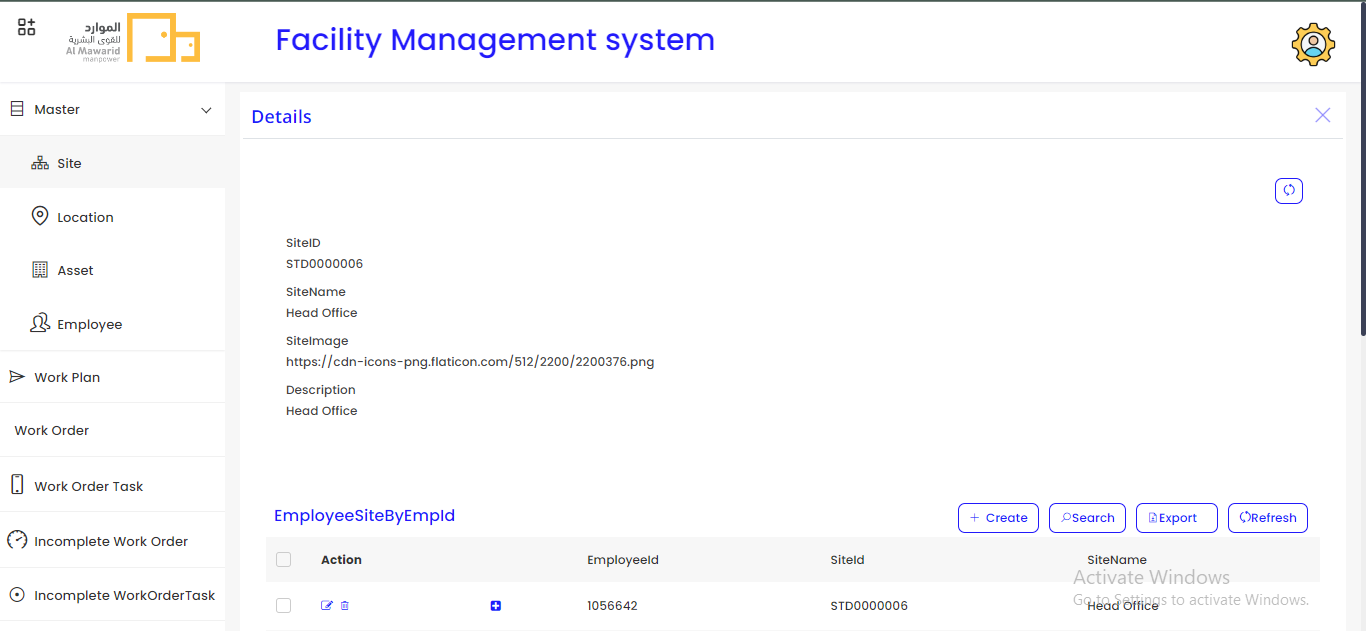 الموارد
للقوى البشرية
Al Mawarid
manpower
Facility Management system
Master
Site
Location
Asset
Employee
Work Plan
Work Order
Work Order Task
Incomplete Work Order
Incomplete WorkOrderTask
Details
SiteID
STD0000006
SiteName
Head Office
SiteImage
https://cdn-icons-png.flaticon.com/512/2200/2200376.png
Description
Head Office
EmployeeSiteByEmpId
Create Search Export Refresh
Action EmployeeId SiteId SiteName
1056642 STD0000006 Head Office
Activate Windows
Go to Settings to activate Windows.